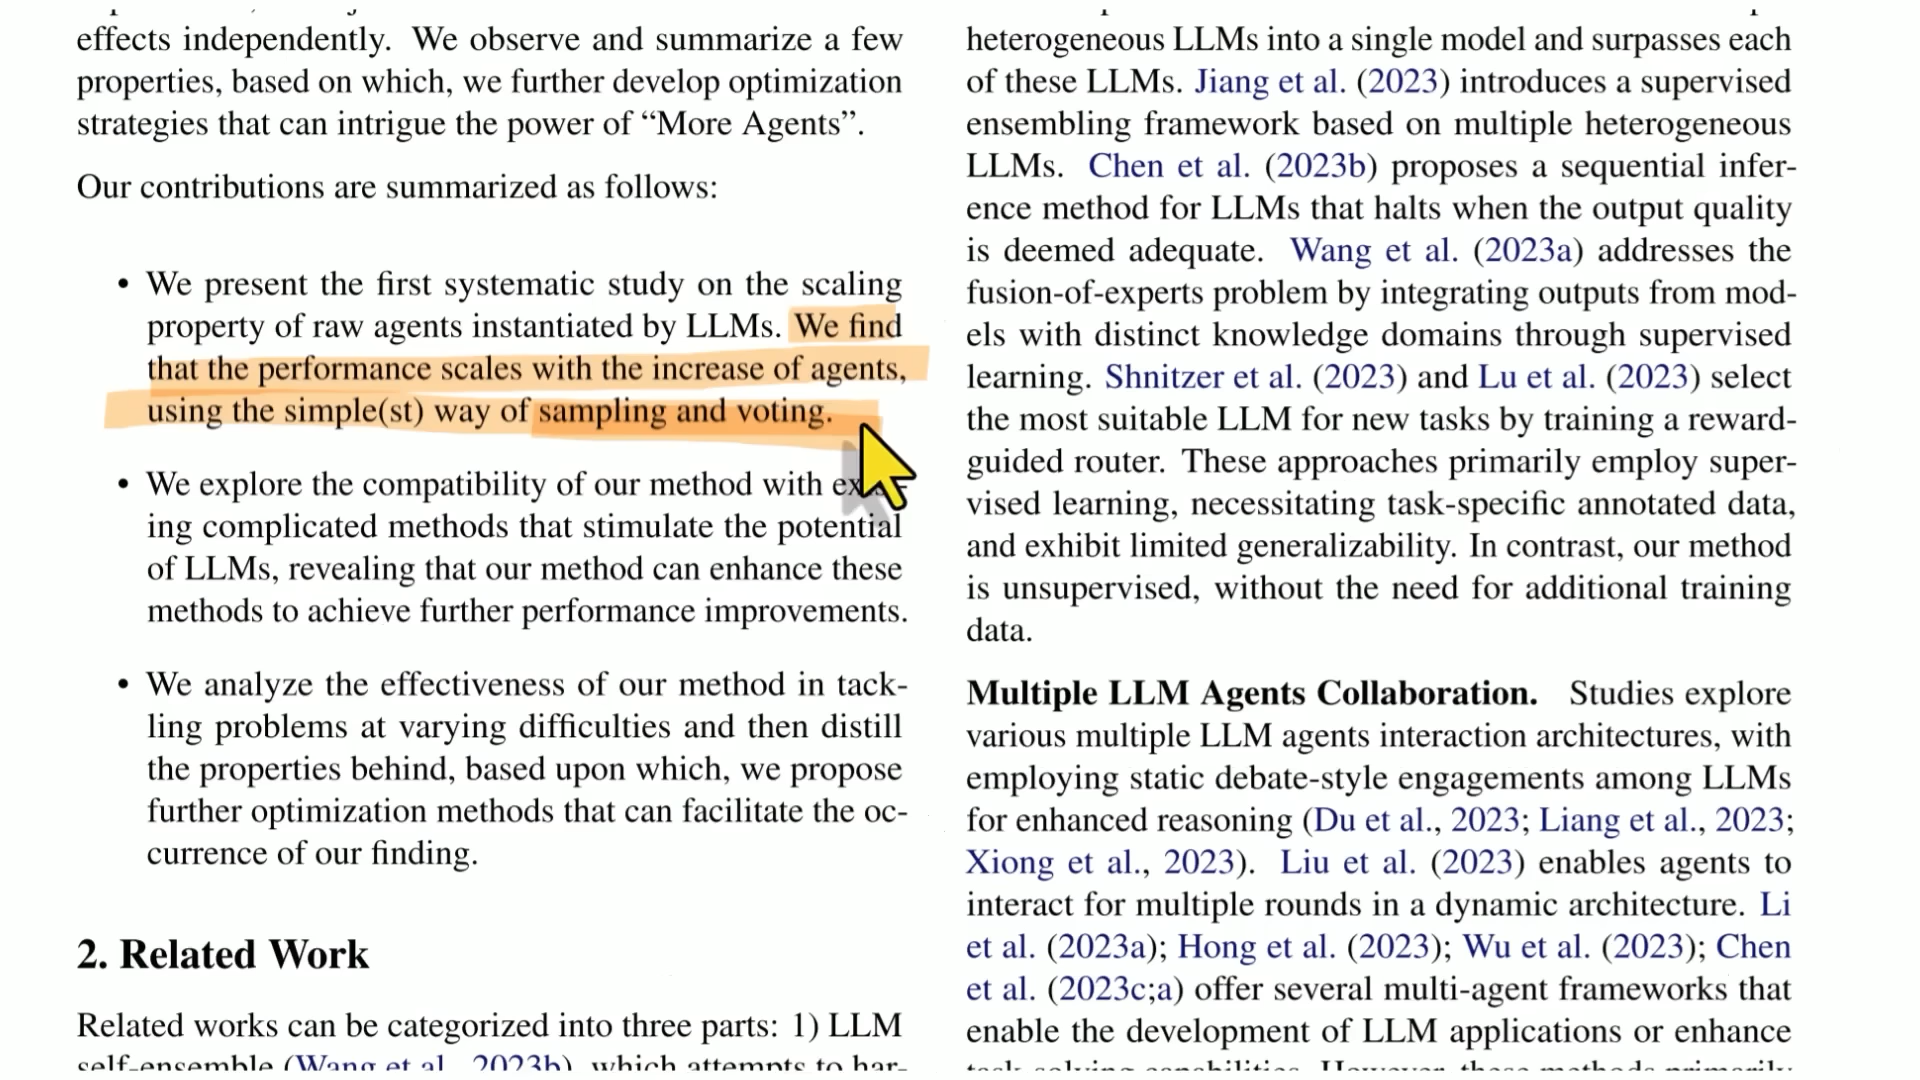 effects independently. We observe and summarize a few
properties, based on which, we further develop optimization
strategies that can intrigue the power of “More Agents”.
Our contributions are summarized as follows:
• We present the first systematic study on the scaling
property of raw agents instantiated by LLMs. We find
that the performance scales with the increase of agents,
using the simple(st) way of sampling and voting.
• We explore the compatibility of our method with
ing complicated methods that stimulate the potential
of LLMs, revealing that our method can enhance these
methods to achieve further performance improvements.
• We analyze the effectiveness of our method in tack-
ling problems at varying difficulties and then distill
the properties behind, based upon which, we propose
further optimization methods that can facilitate the oc-
currence of our finding.
2. Related Work
Related works can be categorized into three parts: 1) LLM
self-ensemble (Wang et al., 2023b), which attempts to har-
heterogeneous LLMs into a single model and surpasses each
of these LLMs. Jiang et al. (2023) introduces a supervised
ensembling framework based on multiple heterogeneous
LLMs. Chen et al. (2023b) proposes a sequential infer-
ence method for LLMs that halts when the output quality
is deemed adequate. Wang et al. (2023a) addresses the
fusion-of-experts problem by integrating outputs from mod-
els with distinct knowledge domains through supervised
learning. Shnitzer et al. (2023) and Lu et al. (2023) select
the most suitable LLM for new tasks by training a reward-
guided router. These approaches primarily employ super-
vised learning, necessitating task-specific annotated data,
and exhibit limited generalizability. In contrast, our method
is unsupervised, without the need for additional training
data.
Multiple LLM Agents Collaboration. Studies explore
various multiple LLM agents interaction architectures, with
employing static debate-style engagements among LLMs
for enhanced reasoning (Du et al., 2023; Liang et al., 2023;
Xiong et al., 2023). Liu et al. (2023) enables agents to
interact for multiple rounds in a dynamic architecture. Li
et al. (2023a); Hong et al. (2023); Wu et al. (2023); Chen
et al. (2023c;a) offer several multi-agent frameworks that
enable the development of LLM applications or enhance